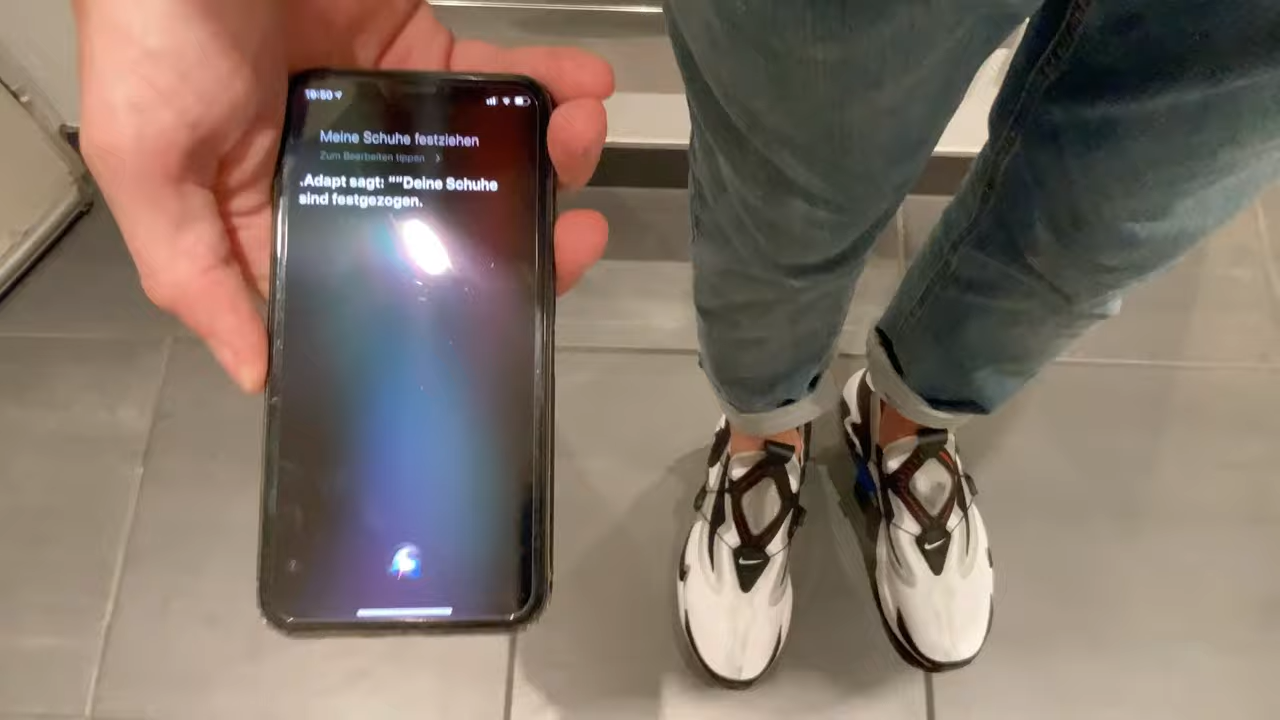 19:50
Meine Schuhe festziehen
Zum Bearbeiten tippen >
.Adapt sagt: ““Deine Schuhe
sind festgezogen.